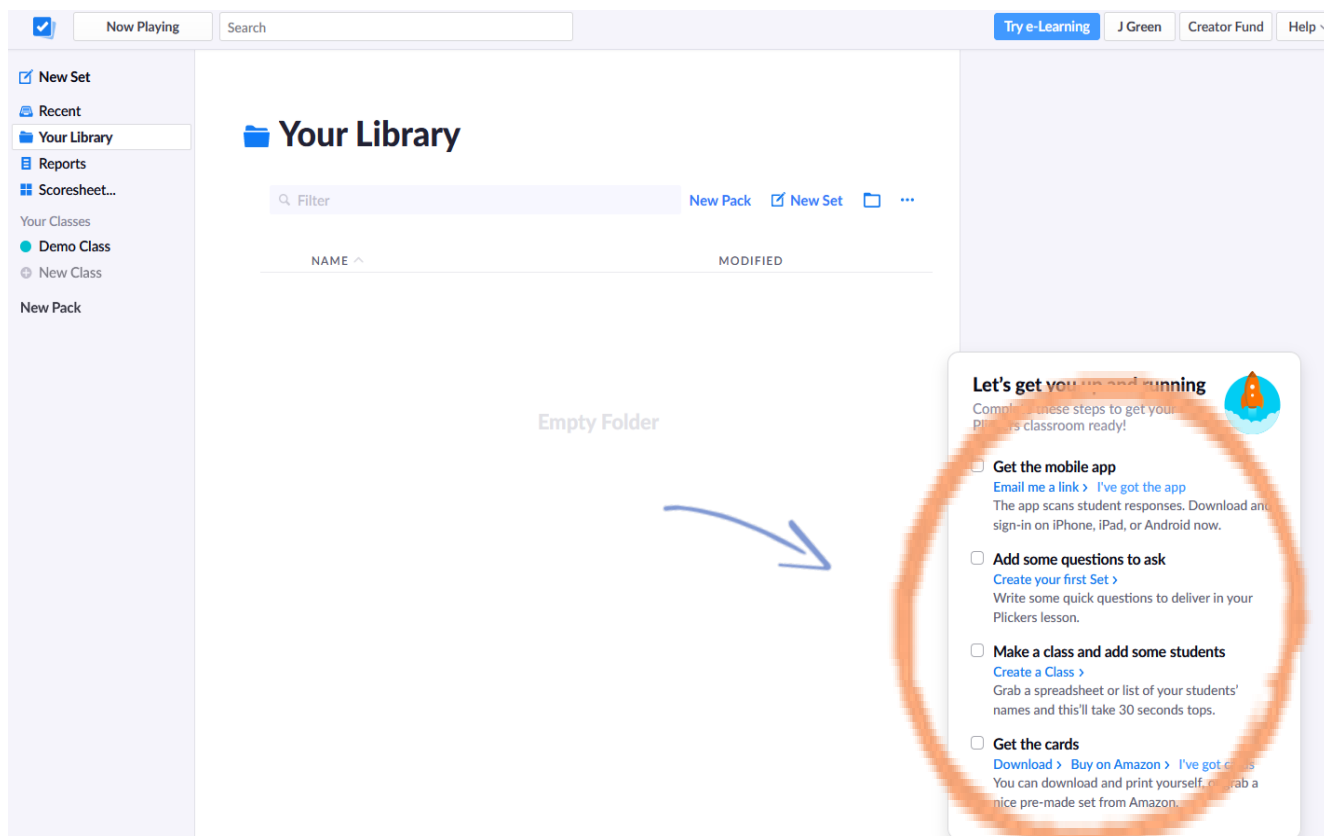 Now Playing
Search
Try e-Learning
J Green
Creator Fund
Help
New Set
Recent
Your Library
Reports
Scoresheet...
Your Classes
Demo Class
New Class
New Pack
Your Library
Filter
New Pack
New Set
...
NAME
MODIFIED
Empty Folder
Let's get you up and running
Complete these steps to get your
Plickers classroom ready!
Get the mobile app
Email me a link > I've got the app
The app scans student responses. Download and
sign-in on iPhone, iPad, or Android now.
Add some questions to ask
Create your first Set >
Write some quick questions to deliver in your
Plickers lesson.
Make a class and add some students
Create a Class >
Grab a spreadsheet or list of your students'
names and this'll take 30 seconds tops.
Get the cards
Download > Buy on Amazon > I've got cards
You can download and print yourself, or grab a
nice pre-made set from Amazon.